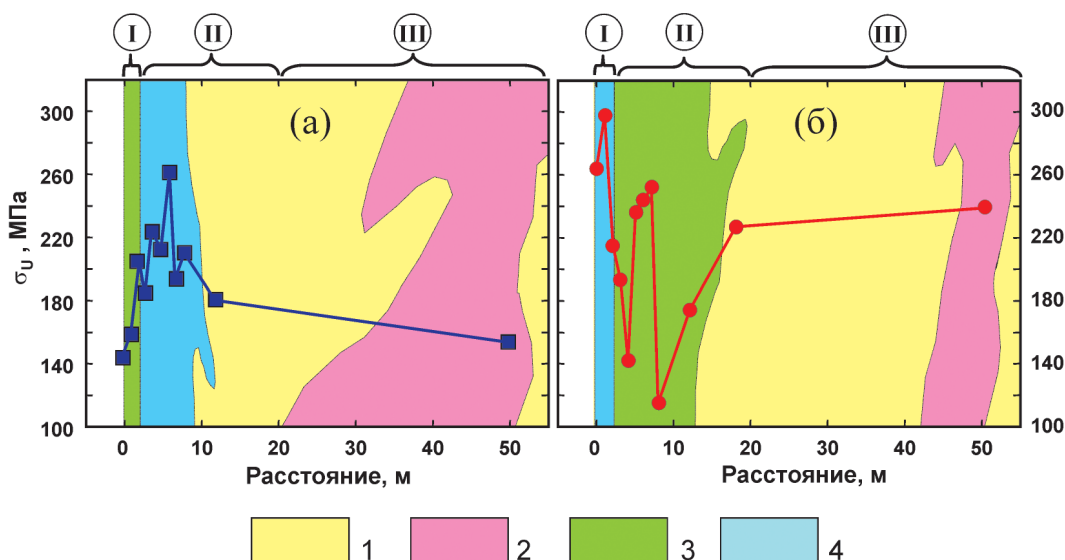 I II III I II III
(а) (б)
300 300
260 260
220 220
180 180
140 140
100 100
σu , МПа
0 10 20 30 40 50 0 10 20 30 40 50
Расстояние, м Расстояние, м
1 2 3 4